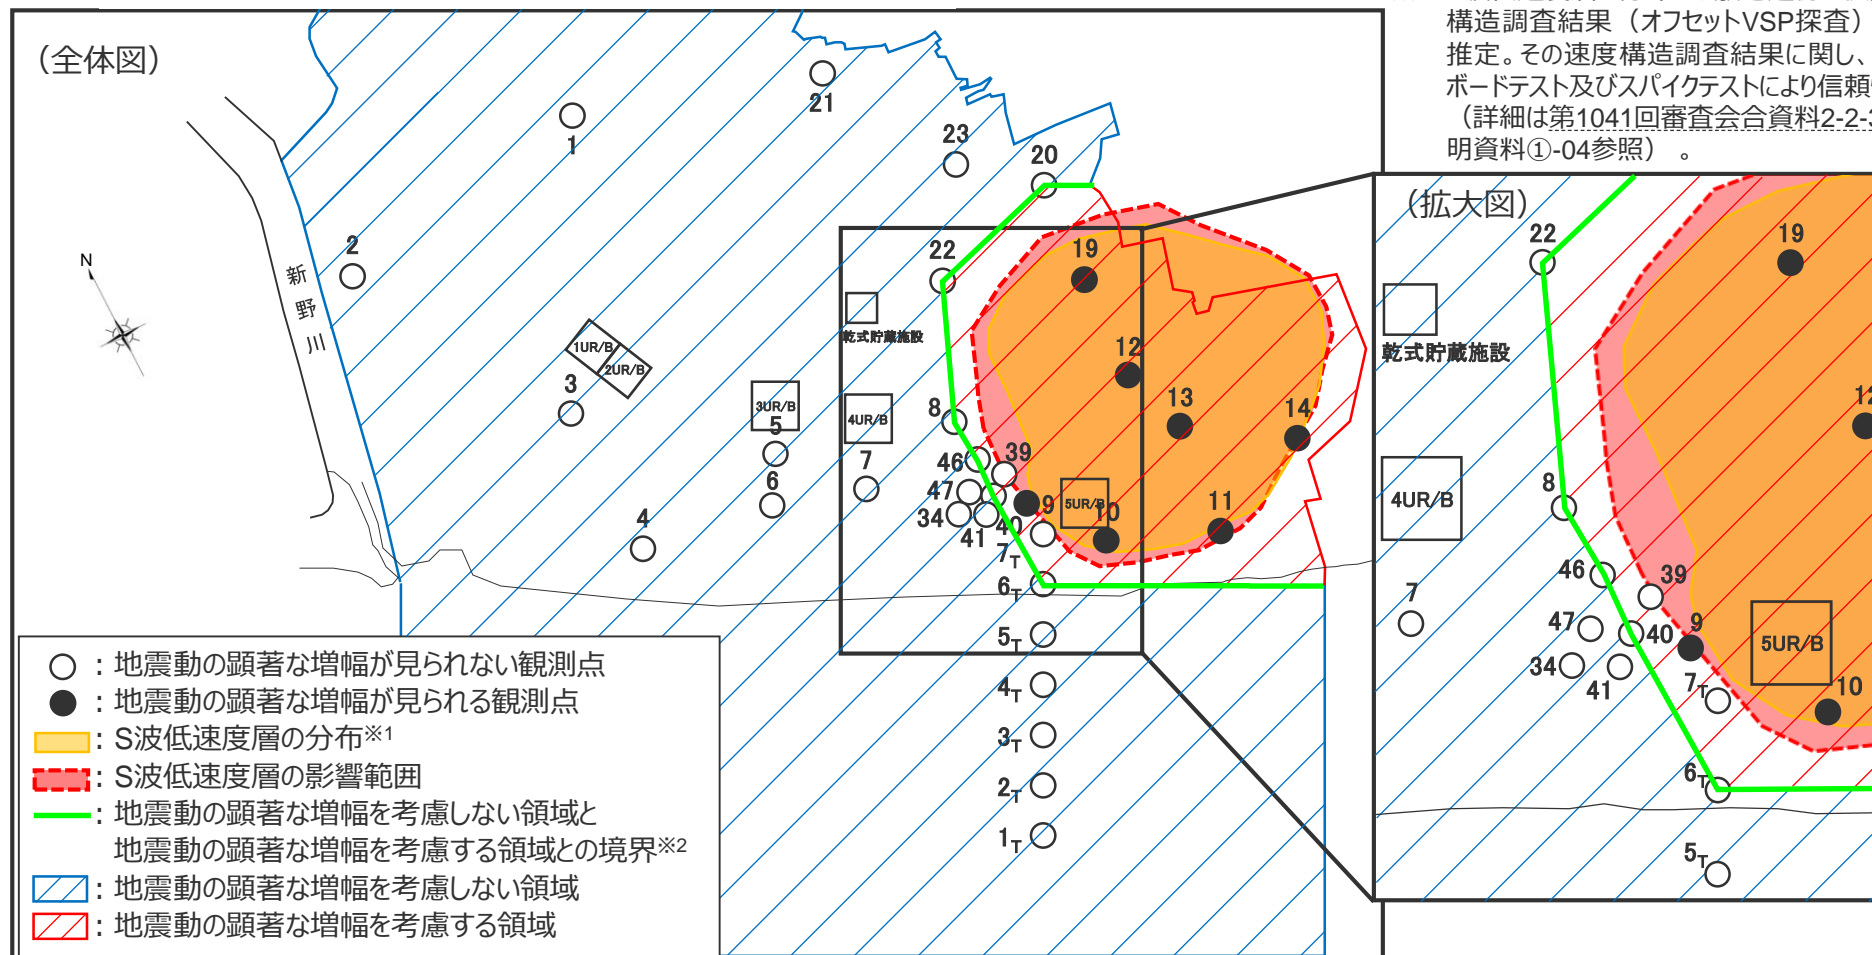 構造調査結果（オフセットVSP探査）
推定。その速度構造調査結果に関し、
ボードテスト及びスパイクテストにより信頼
（詳細は第1041回審査会合資料2-2-3
明資料①-04参照）。
（全体図）
21
1
23
20
N
2
新野川
22
19
乾式貯蔵施設
1UR/B
2UR/B
12
3
3UR/B
4UR/B
8
13
14
5
7
46
39
6
47
9
5UR/B
34
41
40
10
11
4
7T
6T
5T
4T
3T
2T
1T
（拡大図）
22
19
乾式貯蔵施設
12
4UR/B
8
46
39
7
47
40
9
5UR/B
34
41
7T
10
6T
5T
：地震動の顕著な増幅が見られない観測点
：地震動の顕著な増幅が見られる観測点
：S波低速度層の分布※1
：S波低速度層の影響範囲
：地震動の顕著な増幅を考慮しない領域と
地震動の顕著な増幅を考慮する領域との境界※2
：地震動の顕著な増幅を考慮しない領域
：地震動の顕著な増幅を考慮する領域